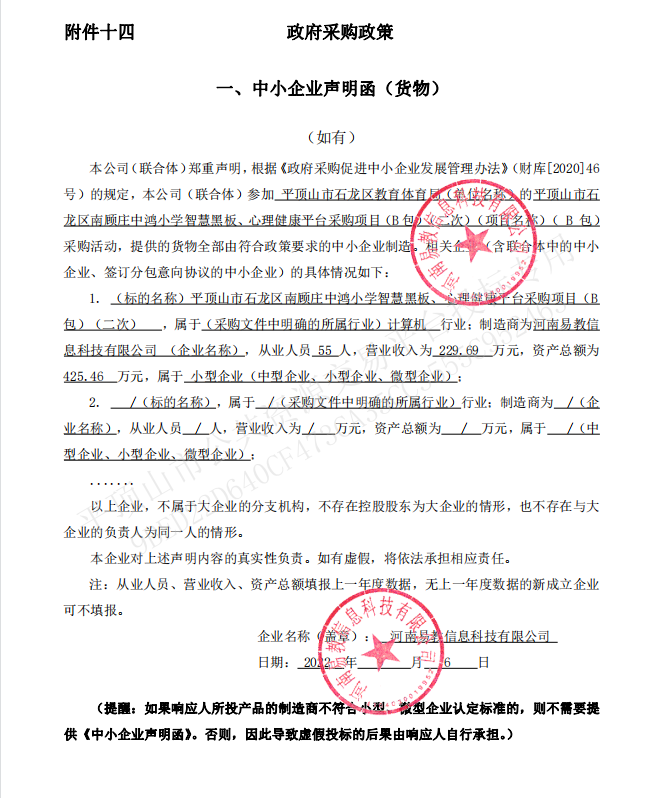 附件十四 政府采购政策
一、中小企业声明函（货物）
（如有）
本公司（联合体）郑重声明，根据《政府采购促进中小企业发展管理办法》（财库[2020]46
号）的规定，本公司（联合体）参加 平顶山市石龙区教育体育局（单位名称）的平顶山市石
龙区南顾庄中鸿小学智慧黑板、心理健康平台采购项目（B包）（二次）（项目名称）（ B 包）
采购活动，提供的货物全部由符合政策要求的中小企业制造。相关企业（含联合体中的中小
企业、签订分包意向协议的中小企业）的具体情况如下：
1. （标的名称）平顶山市石龙区南顾庄中鸿小学智慧黑板、心理健康平台采购项目（B
包）（二次） ，属于（采购文件中明确的所属行业）计算机 行业；制造商为河南易教信
息科技有限公司 （企业名称），从业人员 55 人，营业收入为 229.69 万元，资产总额为
425.46 万元，属于 小型企业（中型企业、小型企业、微型企业）；
2. /（标的名称），属于 /（采购文件中明确的所属行业）行业；制造商为 /（企
业名称），从业人员 / 人，营业收入为 / 万元，资产总额为 / 万元，属于 /（中
型企业、小型企业、微型企业）；
.......
以上企业，不属于大企业的分支机构，不存在控股股东为大企业的情形，也不存在与大
企业的负责人为同一人的情形。
本企业对上述声明内容的真实性负责。如有虚假，将依法承担相应责任。
注：从业人员、营业收入、资产总额填报上一年度数据，无上一年度数据的新成立企业
可不填报。
企业名称（盖章）： 河南易教信息科技有限公司
日期： 2022 年 月 6 日
（提醒：如果响应人所投产品的制造商不符合小型、微型企业认定标准的，则不需要提
供《中小企业声明函》。否则，因此导致虚假投标的后果由响应人自行承担。）
河南易教信息科技有限公司
河南易教信息科技有限公司